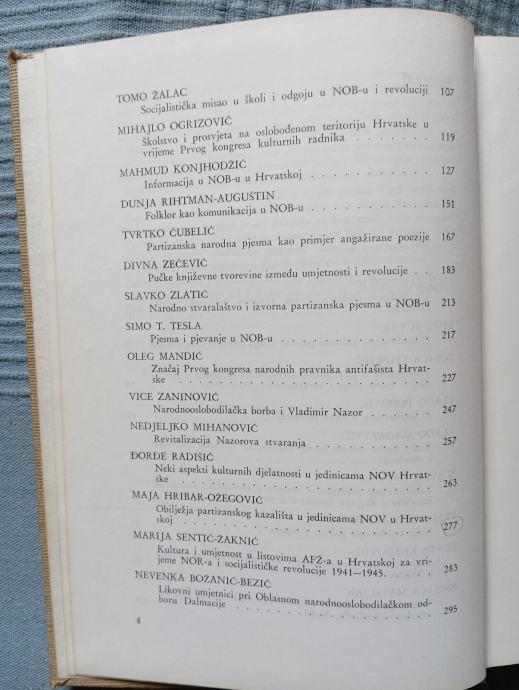 TOMO ŽALAC
Socijalistička misao u školi i odgoju u NOB-u i revoluciji 107
MIHAJLO OGRIZOVIĆ
Školstvo i prosvjeta na oslobođenom teritoriju Hrvatske u
vrijeme Prvog kongresa kulturnih radnika . . . . . . . 119
MAHMUD KONJHODŽIĆ
Informacija u NOB-u u Hrvatskoj . . . . . . . . . . 127
DUNJA RIHTMAN-AUGUŠTIN
Folklor kao komunikacija u NOB-u . . . . . . . . . . 151
TVRTKO ČUBELIĆ
Partizanska narodna pjesma kao primjer angažirane poezije 167
DIVNA ZEČEVIĆ
Pučke književne tvorevine između umjetnosti i revolucije . . 183
SLAVKO ZLATIĆ
Narodno stvaralaštvo i izvorna partizanska pjesma u NOB-u 213
SIMO T. TESLA
Pjesma i pjevanje u NOB-u . . . . . . . . . . . . 217
OLEG MANDIĆ
Značaj Prvog kongresa narodnih pravnika antifašista Hrvat-
ske . . . . . . . . . . . . . . . . . . . . . 227
VICE ZANINOVIĆ
Narodnooslobodilačka borba i Vladimir Nazor . . . . . . 247
NEDJELJKO MIHANOVIĆ
Revitalizacija Nazorova stvaranja . . . . . . . . . . 257
ĐORĐE RADIŠIĆ
Neki aspekti kulturnih djelatnosti u jedinicama NOV Hrvat-
ske . . . . . . . . . . . . . . . . . . . . . 263
MAJA HRIBAR-OŽEGOVIĆ
Obilježja partizanskog kazališta u jedinicama NOV u Hrvat-
skoj . . . . . . . . . . . . . . . . . . . . . 277
MARIJA SENTIĆ-ŽAKNIĆ
Kultura i umjetnost u listovima AFŽ-a u Hrvatskoj za vri-
jeme NOR-a i socijalističke revolucije 1941—1945. . . . . . 283
NEVENKA BOŽANIĆ-BEZIĆ
Likovni umjetnici pri Oblasnom narodnooslobodilačkom od-
boru Dalmacije . . . . . . . . . . . . . . . . . 295
8